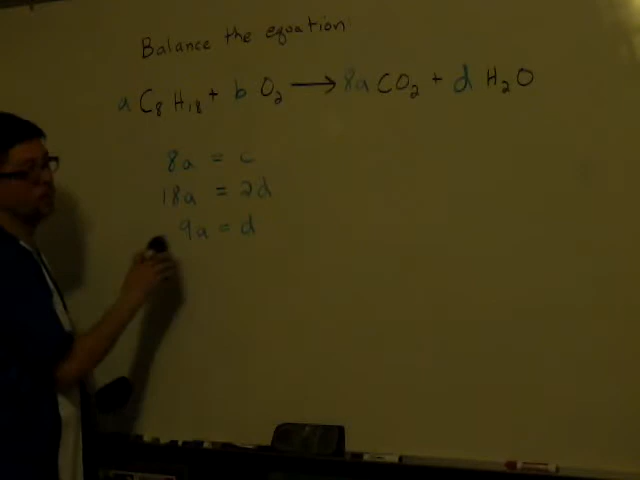 Balance the equation
a C₈ H₁₈ + b O₂ → 8a CO₂ + d H₂O
8a = c
18a = 2d
9a = d